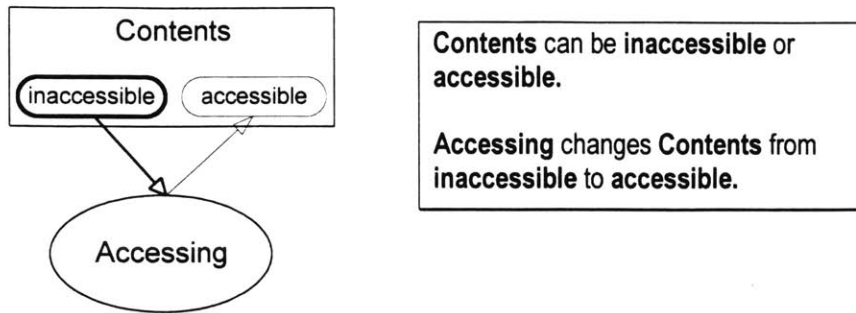 Contents
inaccessible accessible
Accessing
Contents can be inaccessible or
accessible.
Accessing changes Contents from
inaccessible to accessible.